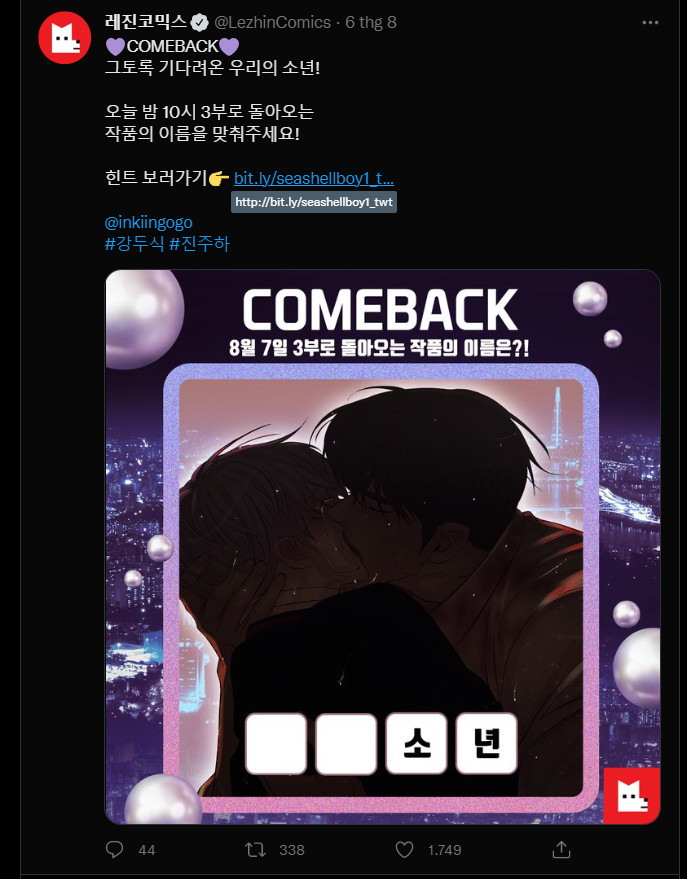 레진코믹스 @LezhinComics · 6 thg 8
💜COMEBACK💜
그토록 기다려온 우리의 소년!
오늘 밤 10시 3부로 돌아오는
작품의 이름을 맞춰주세요!
힌트 보러가기👉 bit.ly/seashellboy1_t...
http://bit.ly/seashellboy1_twt
@inkiingogo
#강두식 #진주하
COMEBACK
8월 7일 3부로 돌아오는 작품의 이름은?!
소 년
44 338 1.749